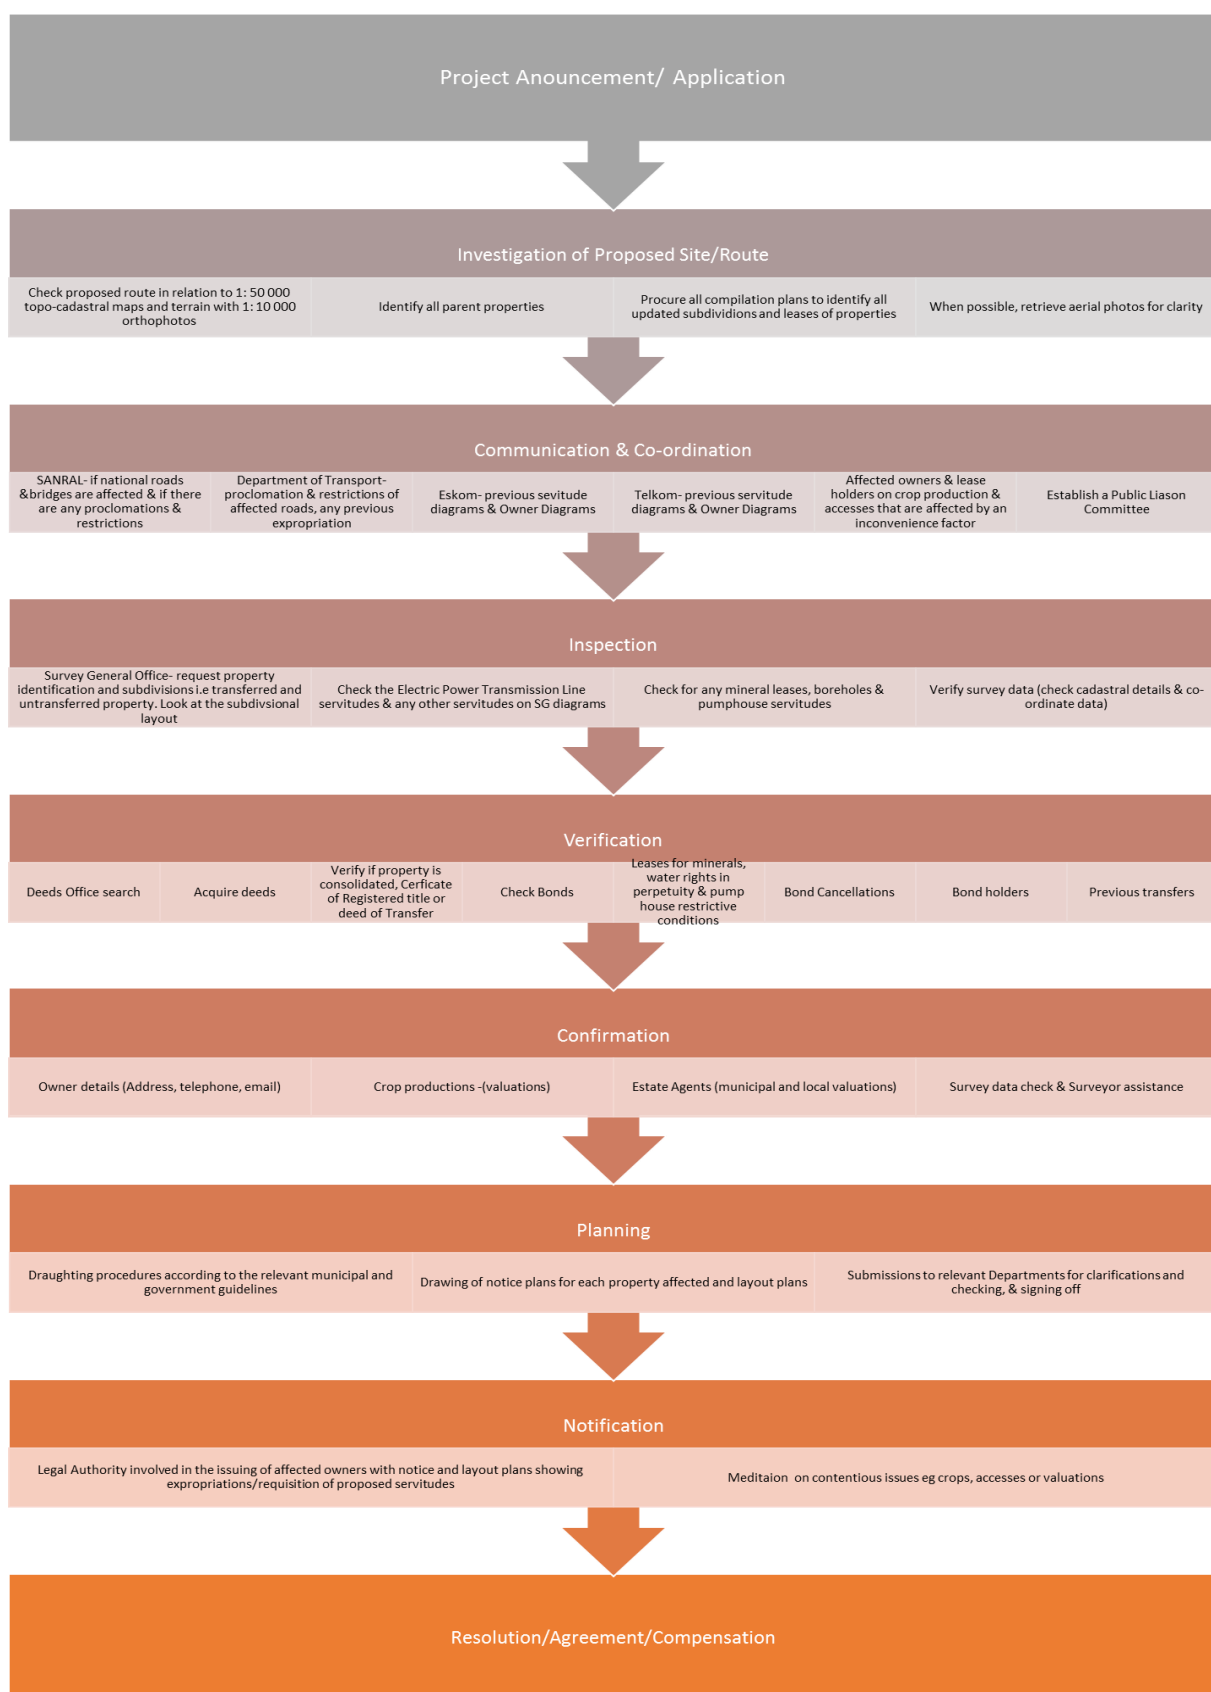 Project Anouncement/ Application
Investigation of Proposed Site/Route
Check proposed route in relation to 1: 50 000
topo-cadastral maps and terrain with 1: 10 000
orthophotos
Identify all parent properties
Procure all compilation plans to identify all
updated subdividions and leases of properties
When possible, retrieve aerial photos for clarity
Communication & Co-ordination
SANRAL- if national roads
&bridges are affected & if there
are any proclomations &
restrictions
Department of Transport-
proclomation & restrictions of
affected roads, any previous
expropriation
Eskom- previous sevitude
diagrams & Owner Diagrams
Telkom- previous servitude
diagrams & Owner Diagrams
Affected owners & lease
holders on crop production &
accesses that are affected by an
inconvenience factor
Establish a Public Liason
Committee
Inspection
Survey General Office- request property
identification and subdivisions i.e transferred and
untransferred property. Look at the subdivsional
layout
Check the Electric Power Transmission Line
servitudes & any other servitudes on SG diagrams
Check for any mineral leases, boreholes &
pumphouse servitudes
Verify survey data (check cadastral details & co-
ordinate data)
Verification
Deeds Office search
Acquire deeds
Verify if property is
consolidated, Cerficate
of Registered title or
deed of Transfer
Check Bonds
Leases for minerals,
water rights in
perpetuity & pump
house restrictive
conditions
Bond Cancellations
Bond holders
Previous transfers
Confirmation
Owner details (Address, telephone, email)
Crop productions -(valuations)
Estate Agents (municipal and local valuations)
Survey data check & Surveyor assistance
Planning
Draughting procedures according to the relevant municipal and
government guidelines
Drawing of notice plans for each property affected and layout plans
Submissions to relevant Departments for clarifications and
checking, & signing off
Notification
Legal Authority involved in the issuing of affected owners with notice and layout plans showing
expropriations/requisition of proposed servitudes
Meditaion  on contentious issues eg crops, accesses or valuations
Resolution/Agreement/Compensation